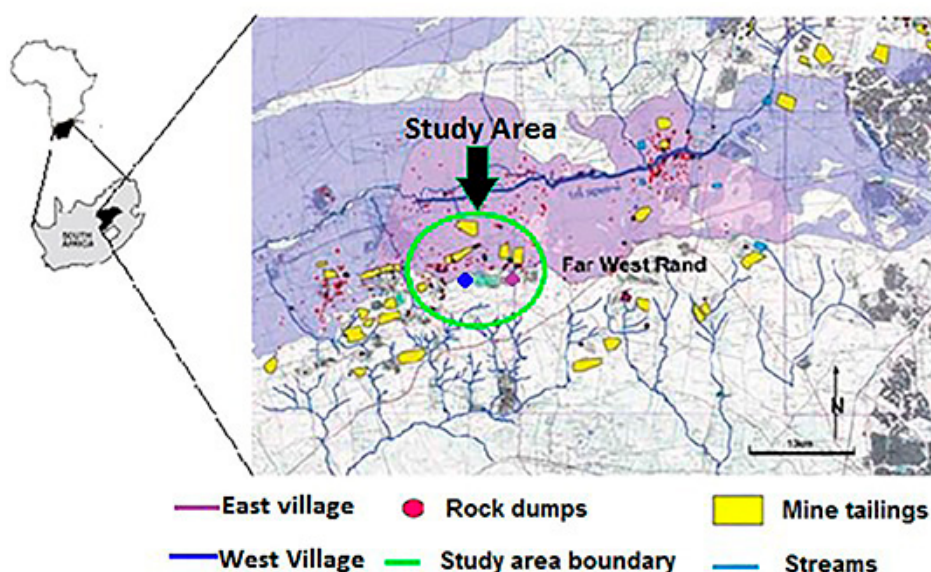 Study Area
SOUTH
AFRICA
Far West Rand
N
13km
East village
Rock dumps
Mine tailings
West Village
Study area boundary
Streams